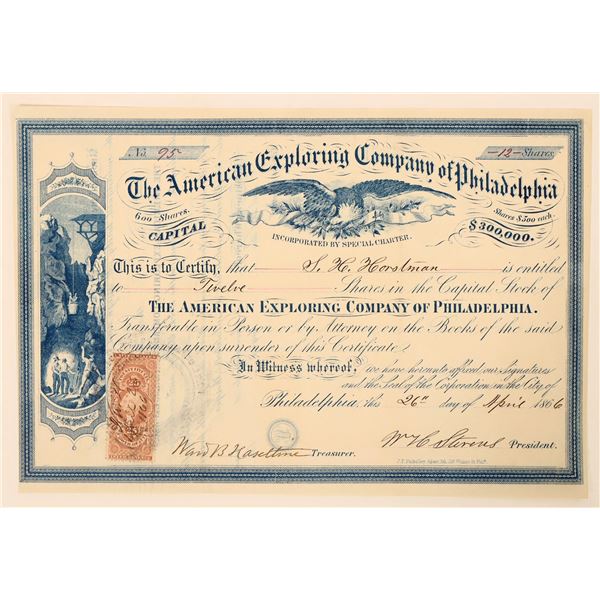 No. 95
-12- Shares
The American Exploring Company of Philadelphia
600 Shares.
Shares $500 each.
CAPITAL
$300,000.
INCORPORATED BY SPECIAL CHARTER.
This is to Certify, that S. H. Horstman is entitled
to Twelve Shares in the Capital Stock of
THE AMERICAN EXPLORING COMPANY OF PHILADELPHIA.
Transferable in Person or by Attorney on the Books of the said
Company upon surrender of this Certificate.
In Witness whereof, we have hereunto affixed our Signatures
and the Seal of the Corporation in the City of
Philadelphia, this 26th day of April 1866
Ward B Haseltine Treasurer.
Wm H Stevens President.